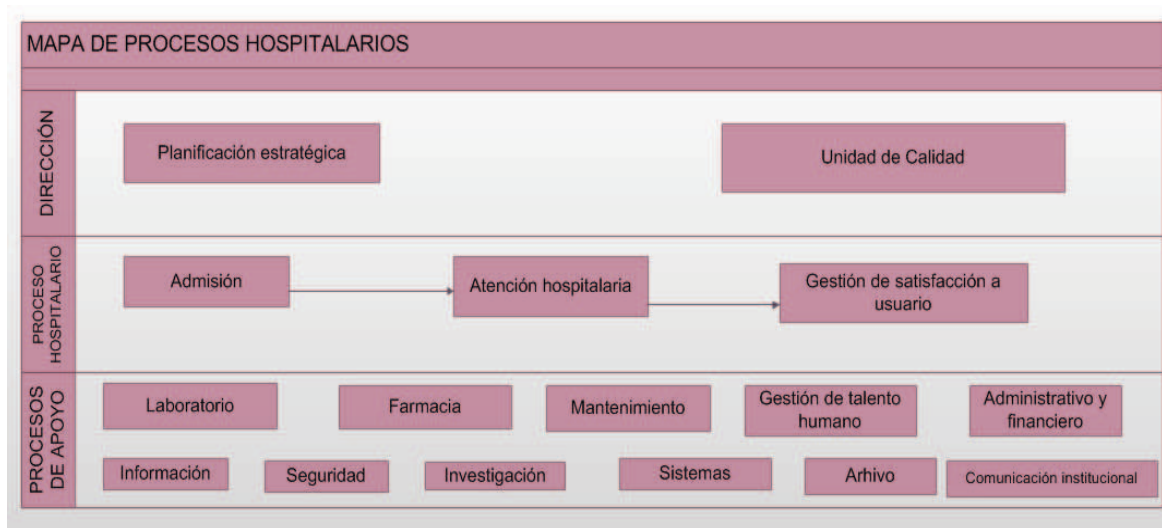 MAPA DE PROCESOS HOSPITALARIOS
DIRECCIÓN
Planificación estratégica
Unidad de Calidad
PROCESO
HOSPITALARIO
Admisión
Atención hospitalaria
Gestión de satisfacción a
usuario
PROCESOS
DE APOYO
Laboratorio
Farmacia
Mantenimiento
Gestión de talento
humano
Administrativo y
financiero
Información
Seguridad
Investigación
Sistemas
Arhivo
Comunicación institucional